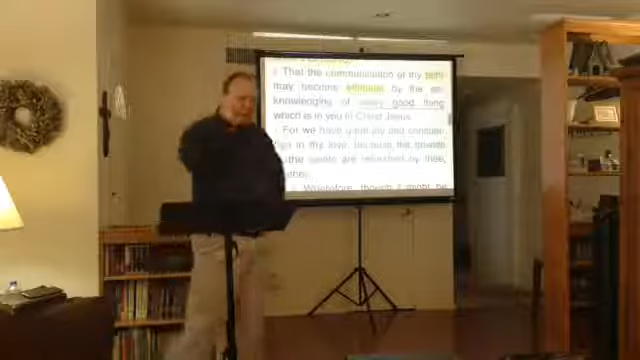 6 That the communication of thy faith
may become effectual by the ac-
knowledging of every good thing
which is in you in Christ Jesus.
For we have great joy and consola-
in thy love, because the bowels
the saints are refreshed by thee,
Wherefore, though I might be